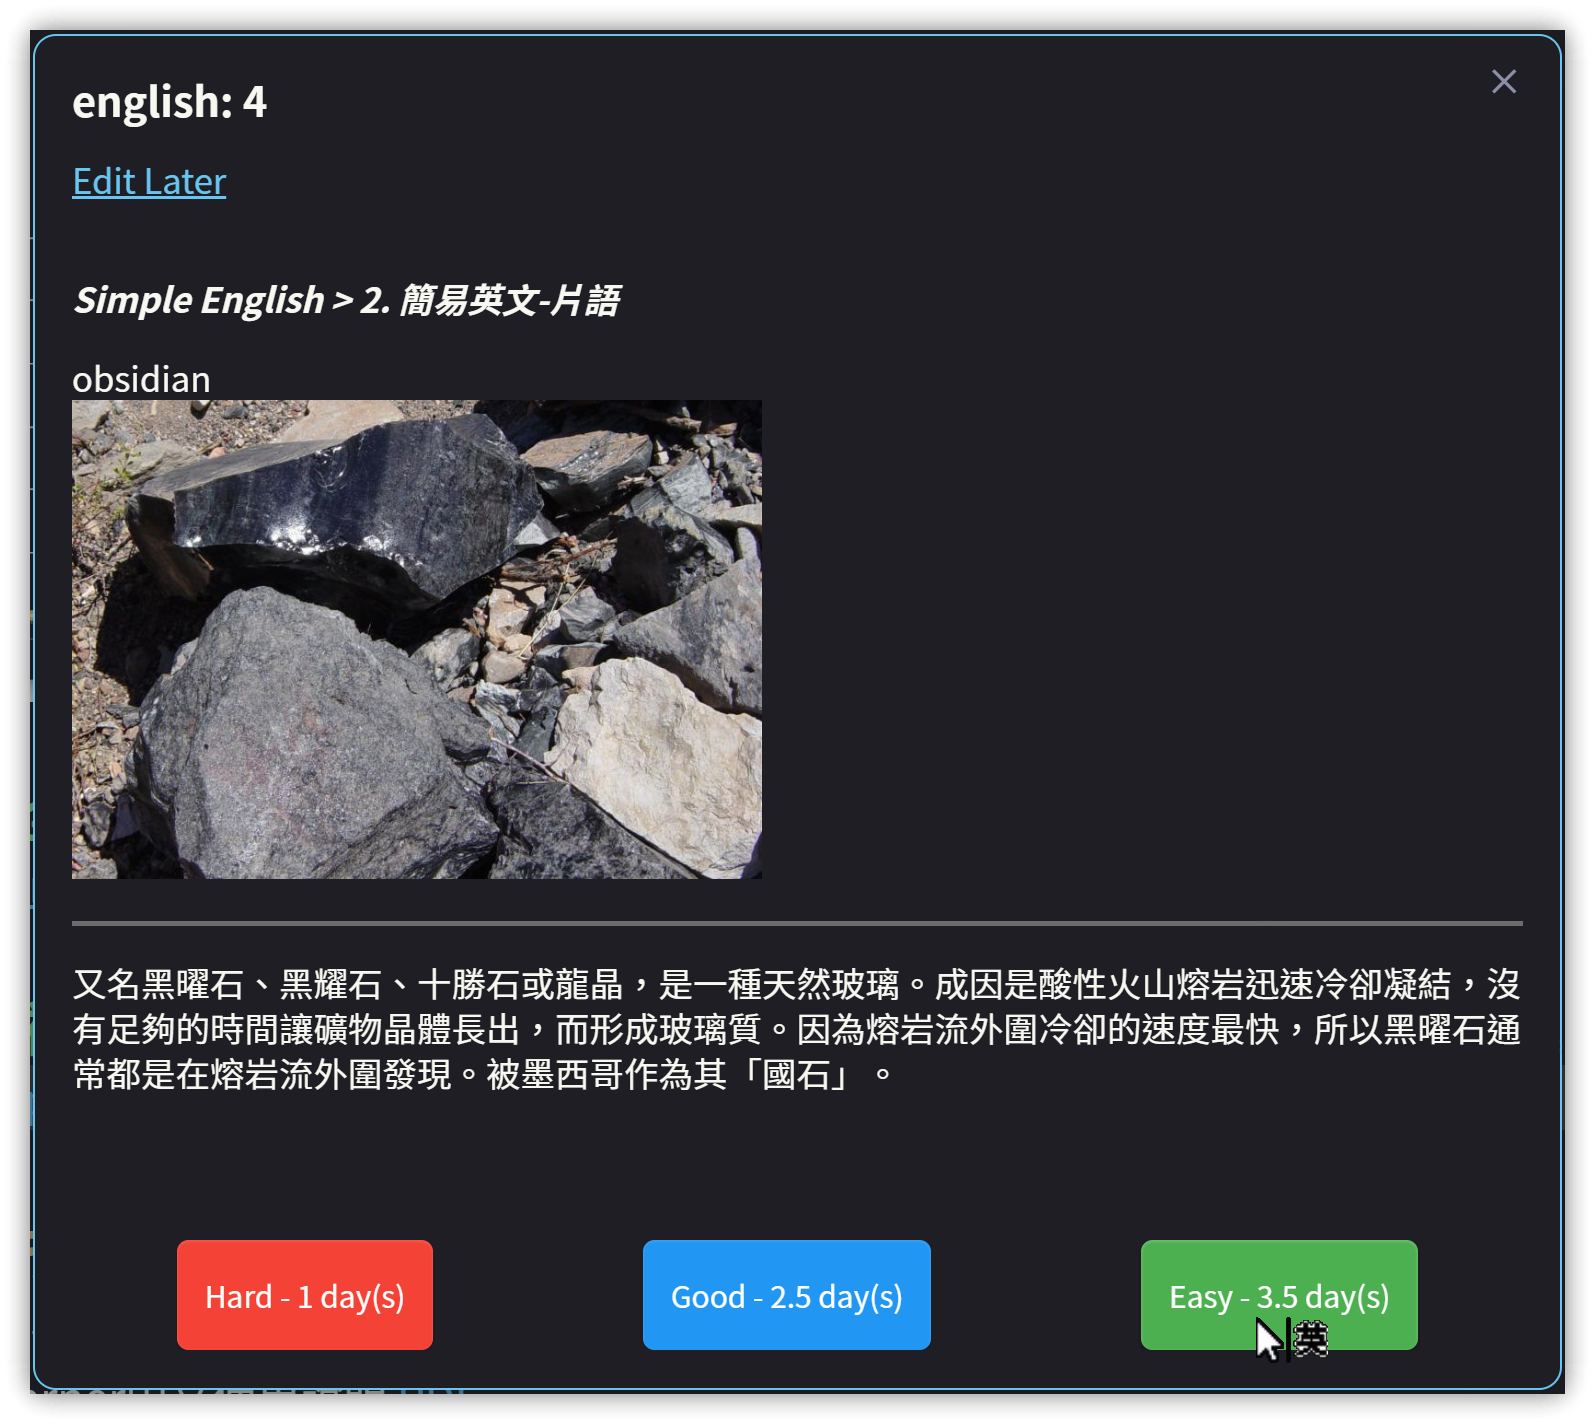 english: 4
Edit Later
Simple English > 2. 簡易英文-片語
obsidian
又名黑曜石、黑耀石、十勝石或龍晶，是一種天然玻璃。成因是酸性火山熔岩迅速冷卻凝結，沒
有足夠的時間讓礦物晶體長出，而形成玻璃質。因為熔岩流外圍冷卻的速度最快，所以黑曜石通
常都是在熔岩流外圍發現。被墨西哥作為其「國石」。
Hard - 1 day(s)
Good - 2.5 day(s)
Easy - 3.5 day(s)
英